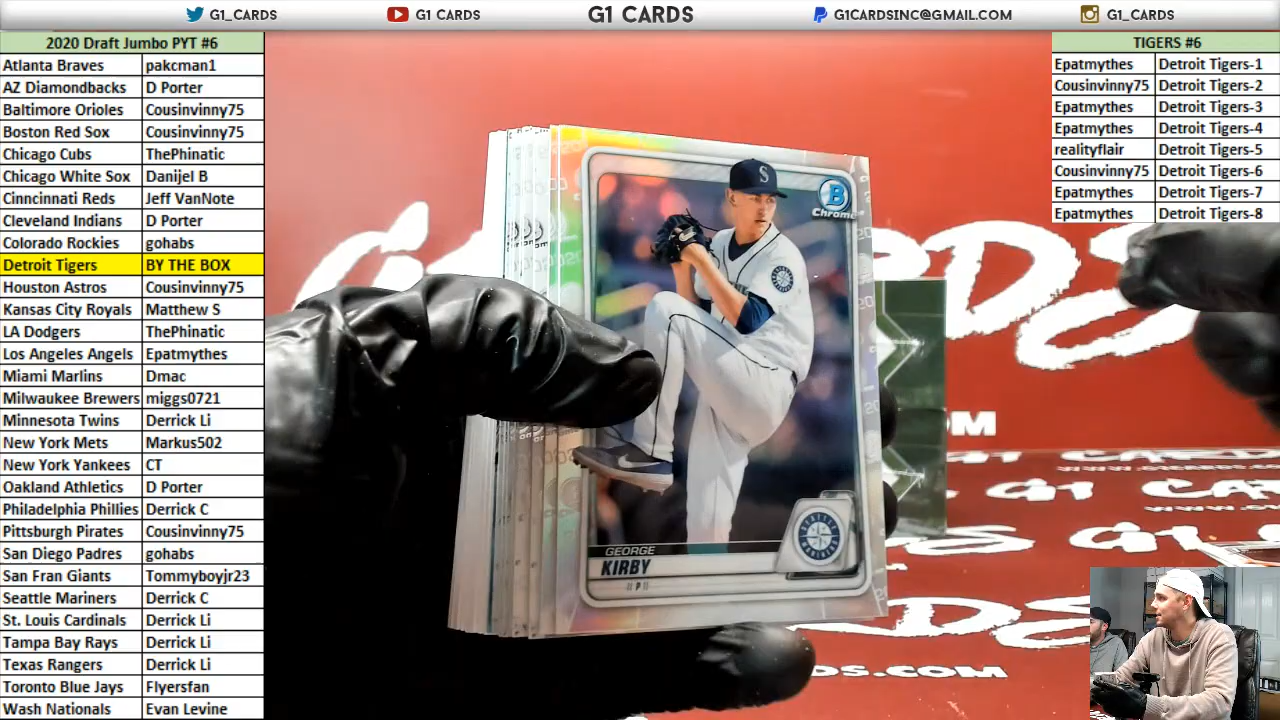 G1_CARDS
G1 CARDS
G1 CARDS
G1CARDSINC@GMAIL.COM
G1_CARDS
2020 Draft Jumbo PYT #6
Atlanta Braves pakcman1
AZ Diamondbacks D Porter
Baltimore Orioles Cousinvinny75
Boston Red Sox Cousinvinny75
Chicago Cubs ThePhinatic
Chicago White Sox Danijel B
Cinncinnati Reds Jeff VanNote
Cleveland Indians D Porter
Colorado Rockies gohabs
Detroit Tigers BY THE BOX
Houston Astros Cousinvinny75
Kansas City Royals Matthew S
LA Dodgers ThePhinatic
Los Angeles Angels Epatmythes
Miami Marlins Dmac
Milwaukee Brewers miggs0721
Minnesota Twins Derrick Li
New York Mets Markus502
New York Yankees CT
Oakland Athletics D Porter
Philadelphia Phillies Derrick C
Pittsburgh Pirates Cousinvinny75
San Diego Padres gohabs
San Fran Giants Tommyboyjr23
Seattle Mariners Derrick C
St. Louis Cardinals Derrick Li
Tampa Bay Rays Derrick Li
Texas Rangers Derrick Li
Toronto Blue Jays Flyersfan
Wash Nationals Evan Levine
TIGERS #6
Epatmythes Detroit Tigers-1
Cousinvinny75 Detroit Tigers-2
Epatmythes Detroit Tigers-3
Epatmythes Detroit Tigers-4
realityflair Detroit Tigers-5
Cousinvinny75 Detroit Tigers-6
Epatmythes Detroit Tigers-7
Epatmythes Detroit Tigers-8
S
B
Chrome
GEORGE
KIRBY
P
G1 CARDS
DS.COM